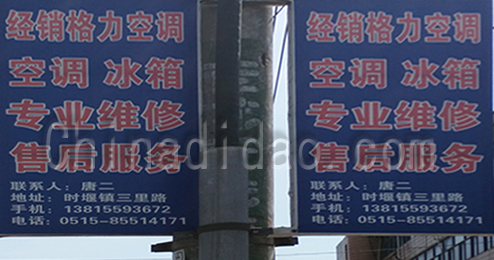 经销格力空调
空调 冰箱
专业维修
售后服务
联系人：唐二
地址：时堰镇三里路
手机：13815593672
电话：0515-85514171
经销格力空调
空调 冰箱
专业维修
售后服务
联系人：唐二
地址：时堰镇三里路
手机：13815593672
电话：0515-85514171
Chinadidao.com